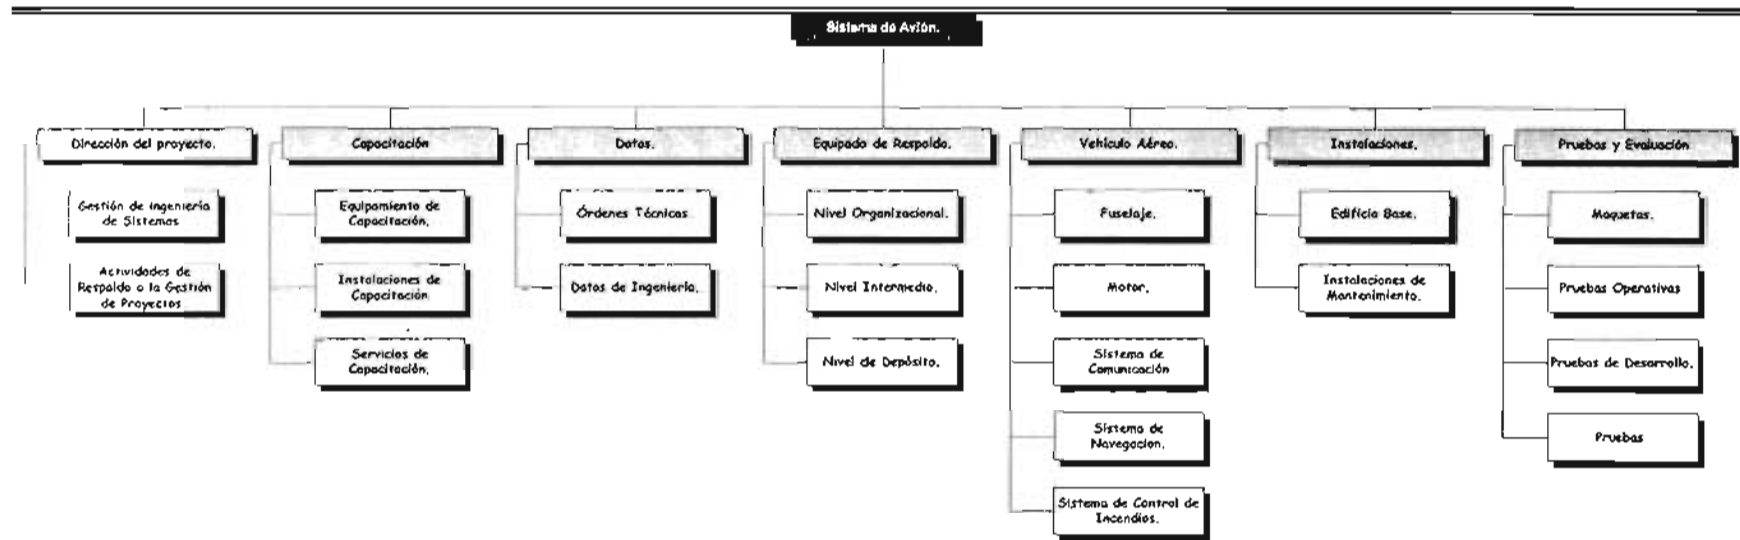 Sistema de Avión.
Dirección del proyecto.
Capacitación
Datos.
Equipado de Respaldo.
Vehículo Aéreo.
Instalaciones.
Pruebas y Evaluación
Gestión de Ingeniería
de Sistemas
Equipamiento de
Capacitación.
Órdenes Técnicas
Nivel Organizacional.
Fuselaje.
Edificio Base.
Maquetas.
Actividades de
Respaldo a la Gestión
de Proyectos
Instalaciones de
Capacitación
Datos de Ingeniería.
Nivel Intermedio.
Motor.
Instalaciones de
Mantenimiento.
Pruebas Operativas
Servicios de
Capacitación.
Nivel de Depósito.
Sistema de
Comunicación
Pruebas de Desarrollo.
Sistema de
Navegacion.
Pruebas
Sistema de Control de
Incendios.